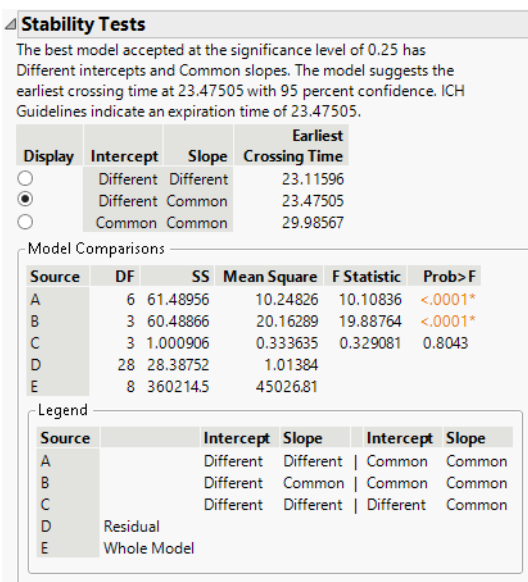 Stability Tests
The best model accepted at the significance level of 0.25 has
Different intercepts and Common slopes. The model suggests the
earliest crossing time at 23.47505 with 95 percent confidence. ICH
Guidelines indicate an expiration time of 23.47505.
Earliest
Display Intercept Slope Crossing Time
Different Different 23.11596
Different Common 23.47505
Common Common 29.98567
Model Comparisons
Source DF SS Mean Square F Statistic Prob>F
A 6 61.48956 10.24826 10.10836 <.0001*
B 3 60.48866 20.16289 19.88764 <.0001*
C 3 1.000906 0.333635 0.329081 0.8043
D 28 28.38752 1.01384
E 8 360214.5 45026.81
Legend
Source Intercept Slope Intercept Slope
A Different Different | Common Common
B Different Common | Common Common
C Different Different | Different Common
D Residual
E Whole Model